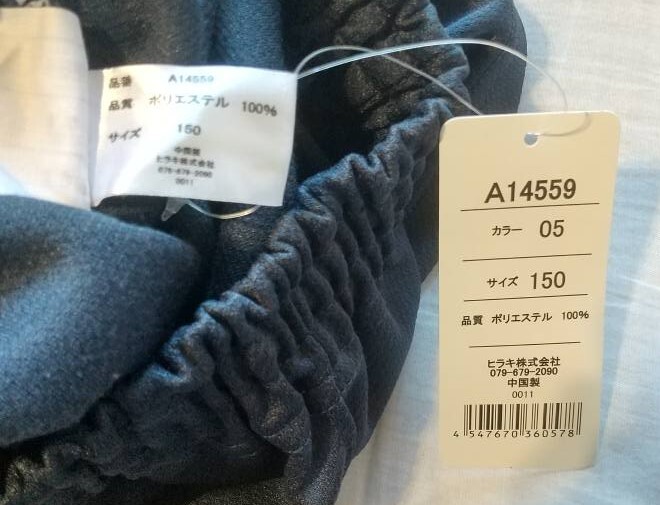 品番 A14559
品質 ポリエステル 100%
サイズ 150
中国製
ヒラキ株式会社
079-679-2090
0011
A14559
カラー 05
サイズ 150
品質 ポリエステル 100%
ヒラキ株式会社
079-679-2090
中国製
0011
4 547670 360578